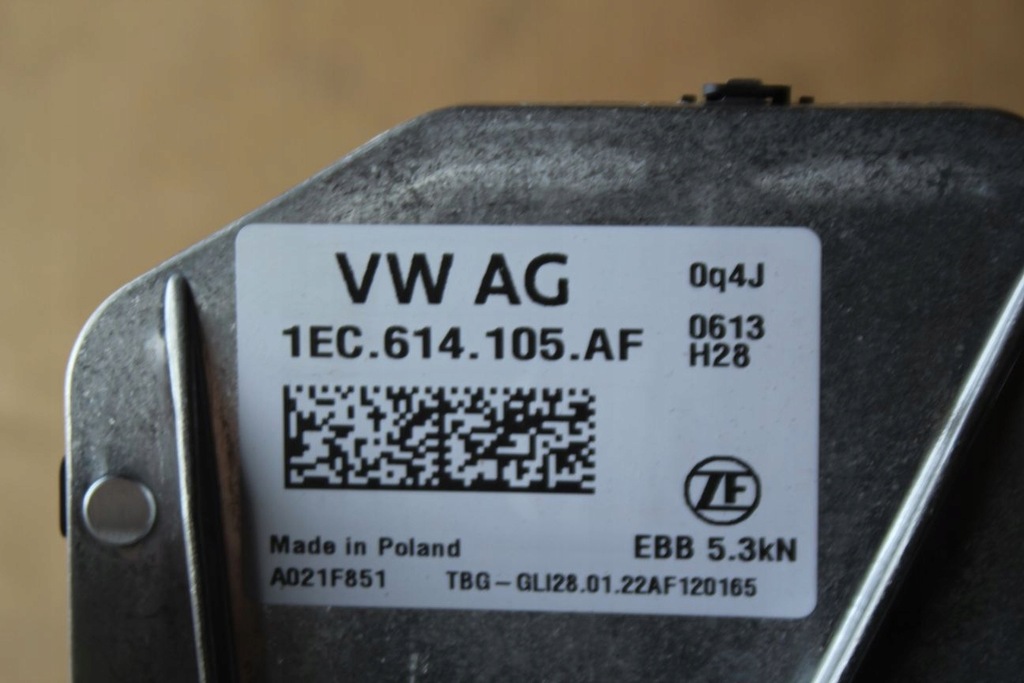 VW AG
1EC.614.105.AF
0q4J
0613
H28
ZF
Made in Poland
EBB 5.3kN
A021F851
TBG-GLI28.01.22AF120165